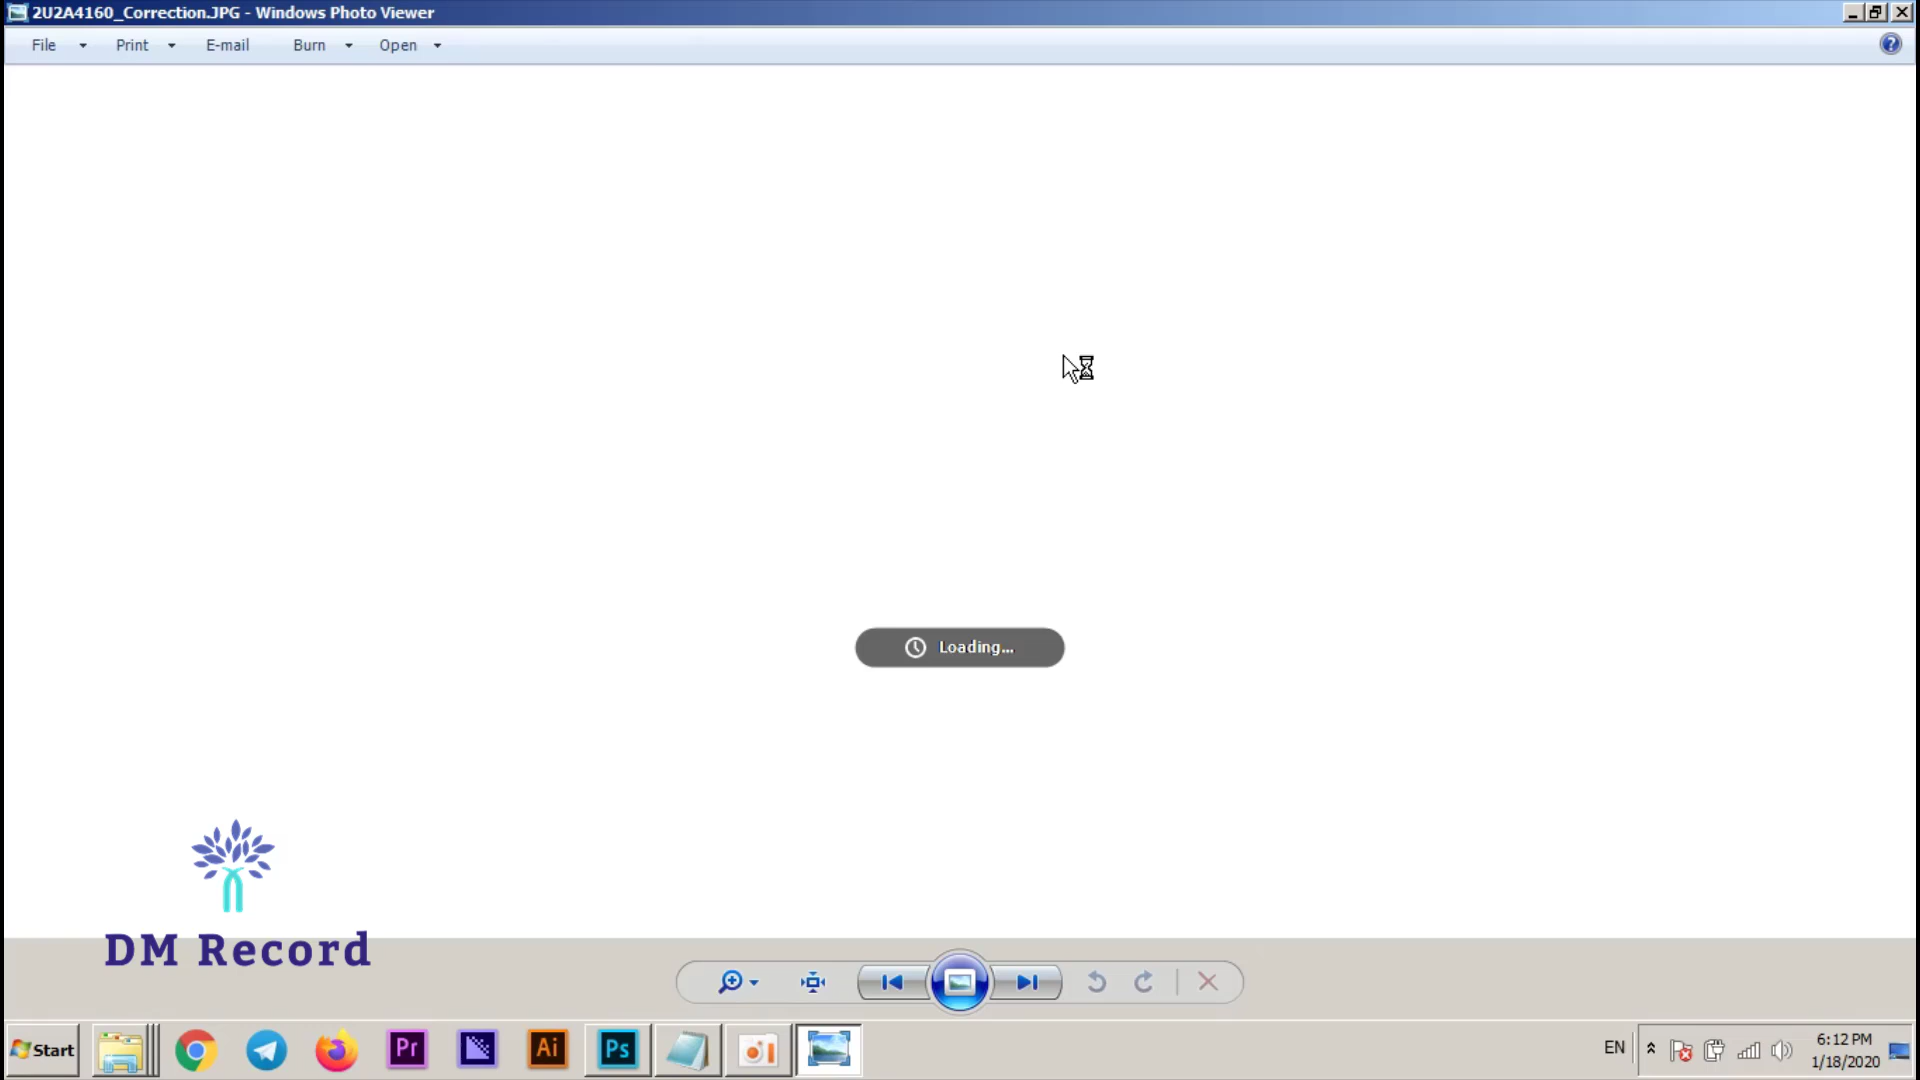 2U2A4160_Correction.JPG - Windows Photo Viewer
File Print E-mail Burn Open
Loading...
DM Record
Start Pr Ai Ps EN 6:12 PM
1/18/2020